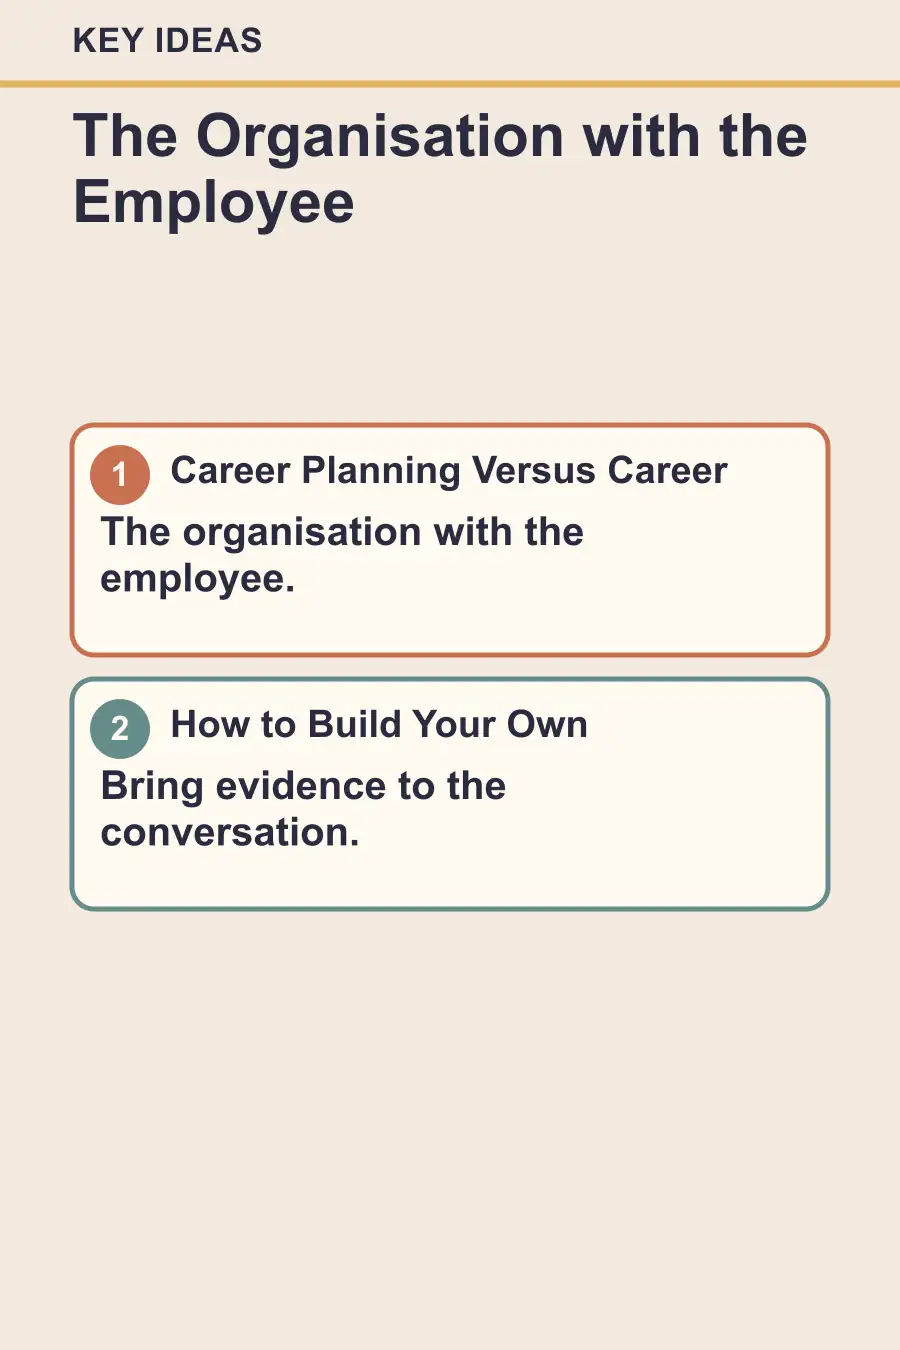 KEY IDEAS
The Organisation with the
Employee
1
Career Planning Versus Career
The organisation with the
employee.
2
How to Build Your Own
Bring evidence to the
conversation.